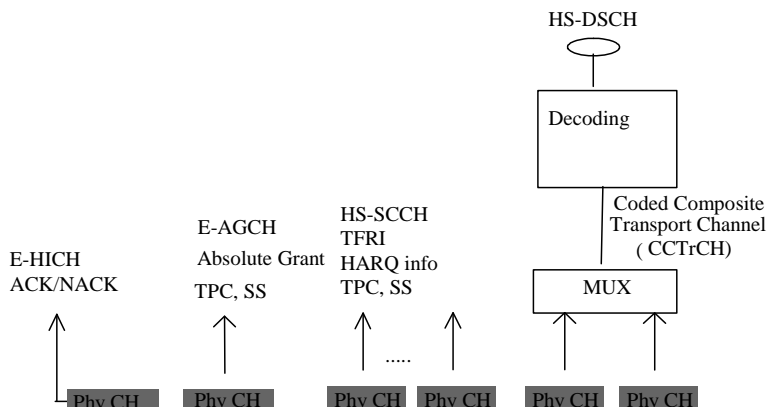 HS-DSCH
Decoding
Coded Composite
Transport Channel
( CCTrCH)
MUX
HS-SCCH
TFRI
HARQ info
TPC, SS
E-AGCH
Absolute Grant
TPC, SS
E-HICH
ACK/NACK
.....
Phy CH
Phy CH
Phy CH
Phy CH
Phy CH
Phy CH